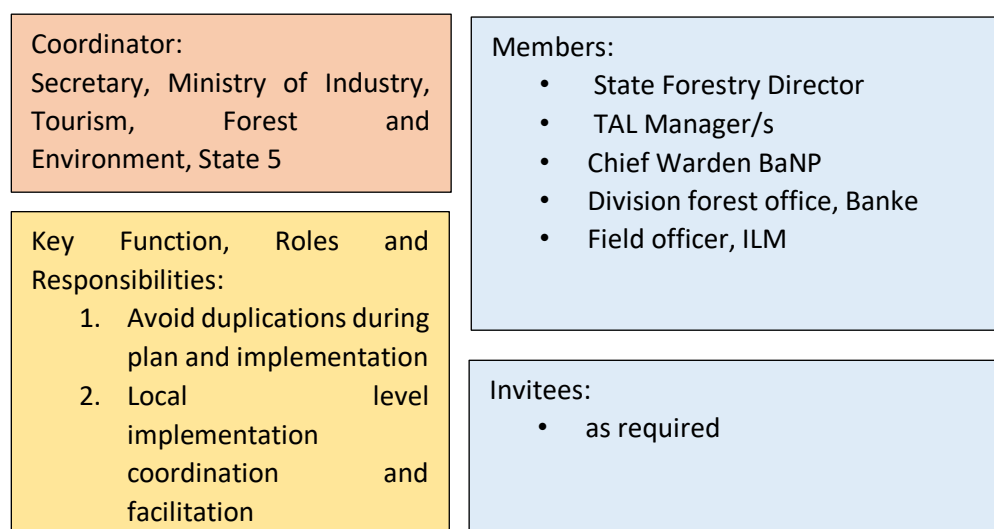 Coordinator:
Secretary, Ministry of Industry,
Tourism, Forest and
Environment, State 5
Key Function, Roles and
Responsibilities:
1. Avoid duplications during
plan and implementation
2. Local level
implementation
coordination and
facilitation
Members:
• State Forestry Director
• TAL Manager/s
• Chief Warden BaNP
• Division forest office, Banke
• Field officer, ILM
Invitees:
• as required